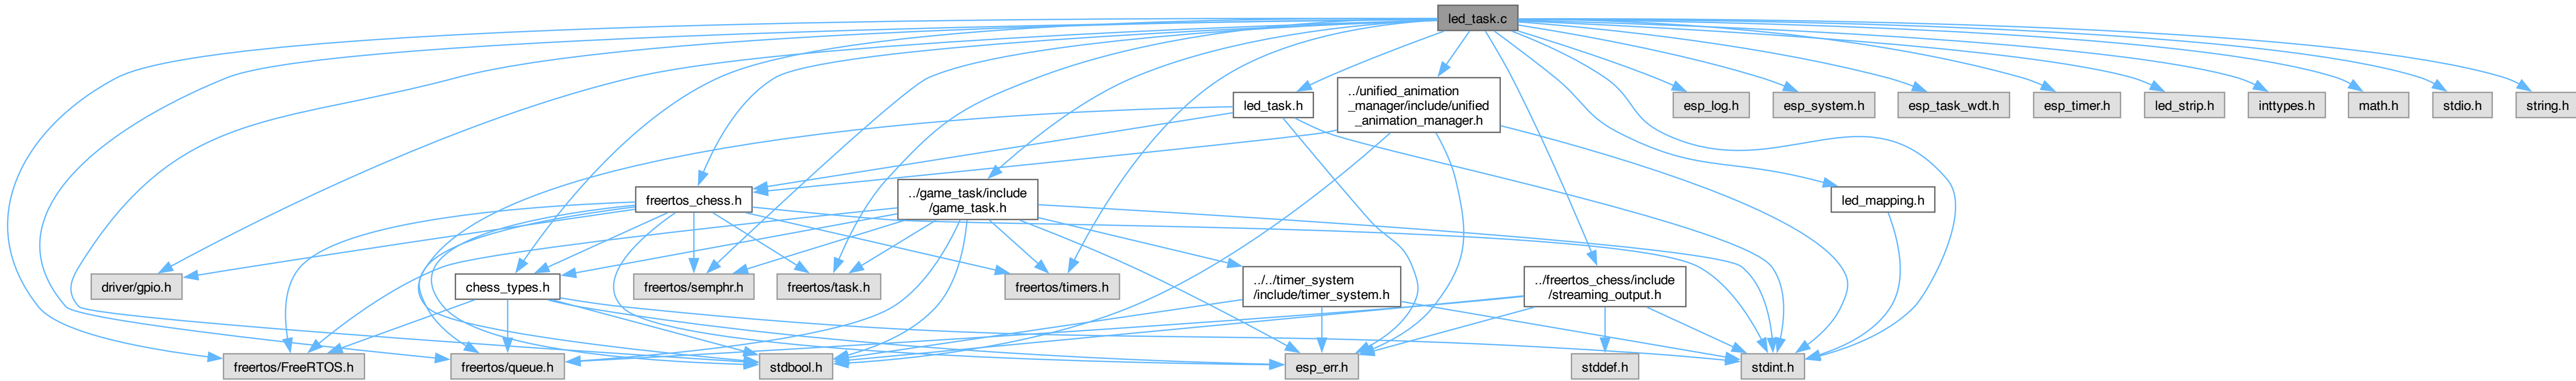 led_task.c
../unified_animation
_manager/include/unified
_animation_manager.h
led_task.h
esp_log.h
esp_system.h
esp_task_wdt.h
esp_timer.h
led_strip.h
inttypes.h
math.h
stdio.h
string.h
freertos_chess.h
../game_task/include
/game_task.h
led_mapping.h
driver/gpio.h
chess_types.h
freertos/semphr.h
freertos/task.h
freertos/timers.h
../../timer_system
/include/timer_system.h
../freertos_chess/include
/streaming_output.h
freertos/FreeRTOS.h
freertos/queue.h
stdbool.h
esp_err.h
stddef.h
stdint.h